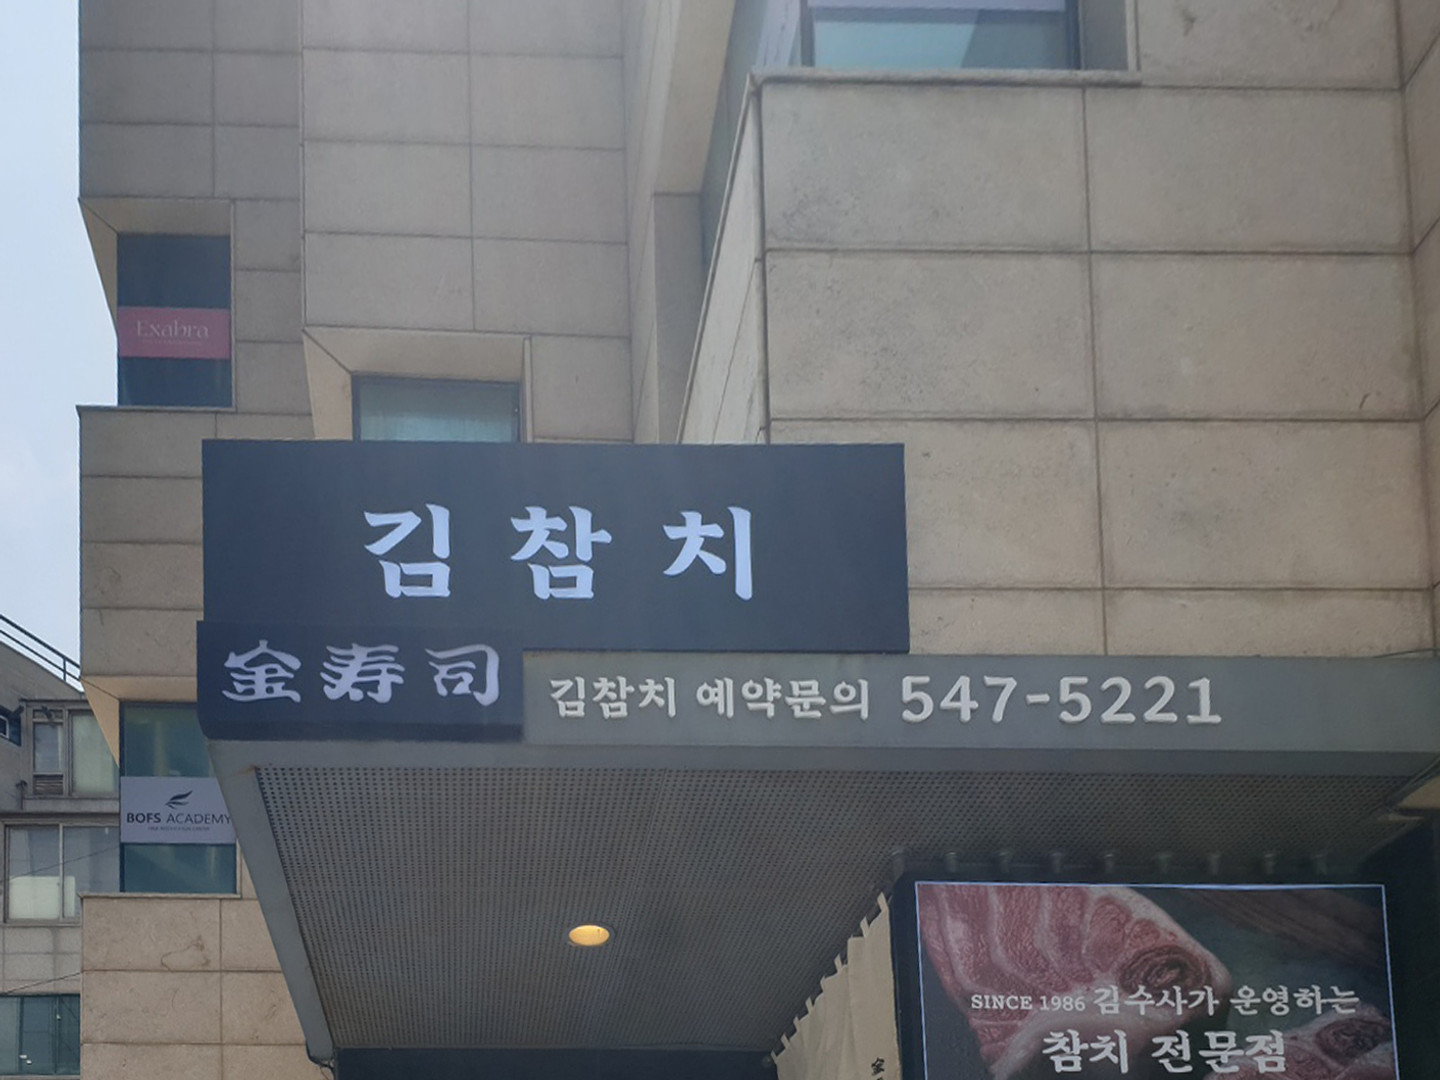 Exabra
김참치
金寿司
김참치 예약문의 547-5221
BOFS ACADEMY
SINCE 1986 김수사가 운영하는
참치 전문점
金